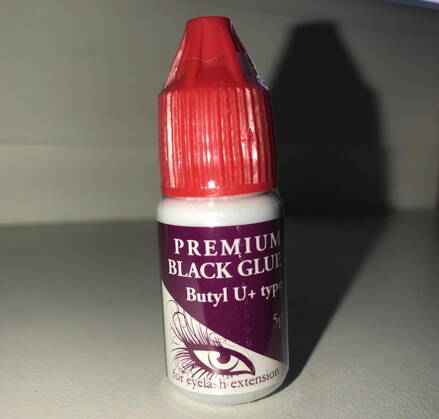 PREMIUM
BLACK GLUE
Butyl U+ type
5g
for eyelash extension